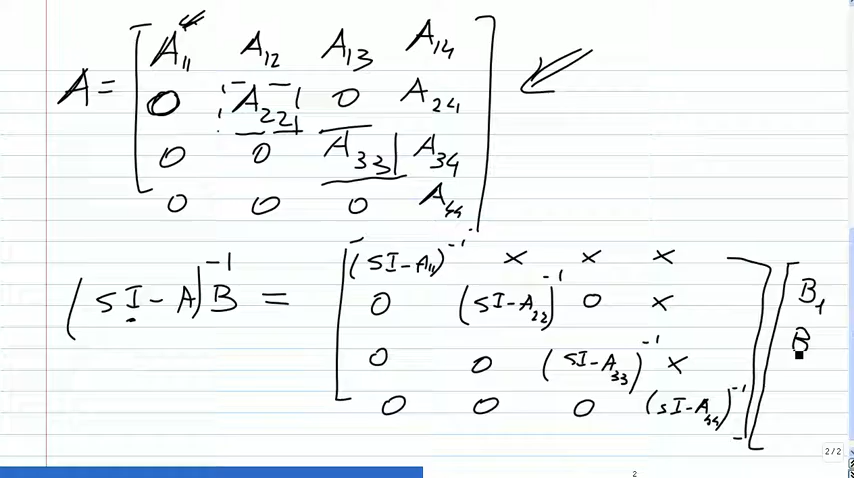 A₁₁ A₁₂ A₁₃ A₁₄
A = 0 A₂₂ 0 A₂₄
0 0 A₃₃ A₃₄
0 0 0 A₄₄
(sI-A₁₁)⁻¹ x x x
(sI-A)⁻¹B = 0 (sI-A₂₂)⁻¹ 0 x B₁
0 0 (sI-A₃₃)⁻¹ x B
0 0 0 (sI-A₄₄)⁻¹
2/2
2